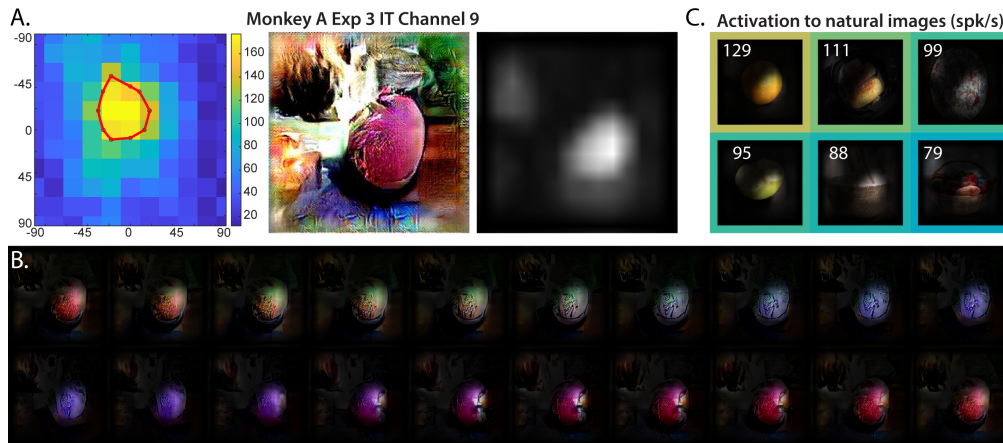 A.
Monkey A Exp 3 IT Channel 9
C. Activation to natural images (spk/s)
-90
-45
0
45
90
-90 -45 0 45 90
160
140
120
100
80
60
40
20
129 111 99
95 88 79
B.